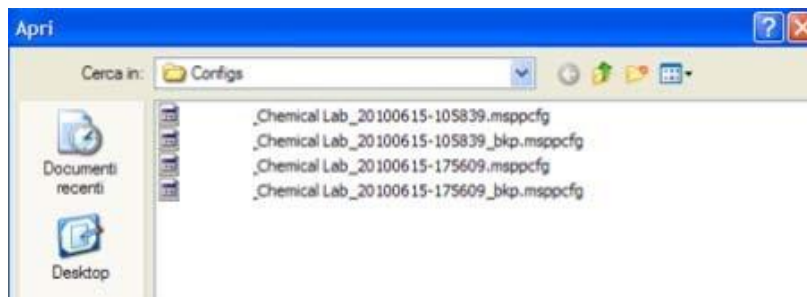 Apri
Cerca in: Configs
_Chemical Lab_20100615-105839.msppcfg
_Chemical Lab_20100615-105839_bkp.msppcfg
_Chemical Lab_20100615-175609.msppcfg
_Chemical Lab_20100615-175609_bkp.msppcfg
Documenti
recenti
Desktop